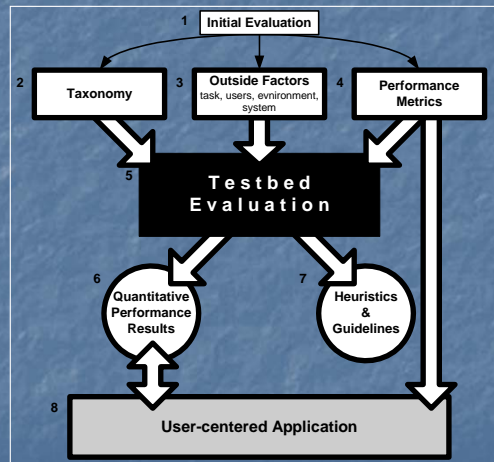 1 Initial Evaluation
2 Taxonomy
3 Outside Factors
task, users, evnironment,
system
4 Performance
Metrics
5 Testbed
Evaluation
6 Quantitative
Performance
Results
7 Heuristics
&
Guidelines
8 User-centered Application